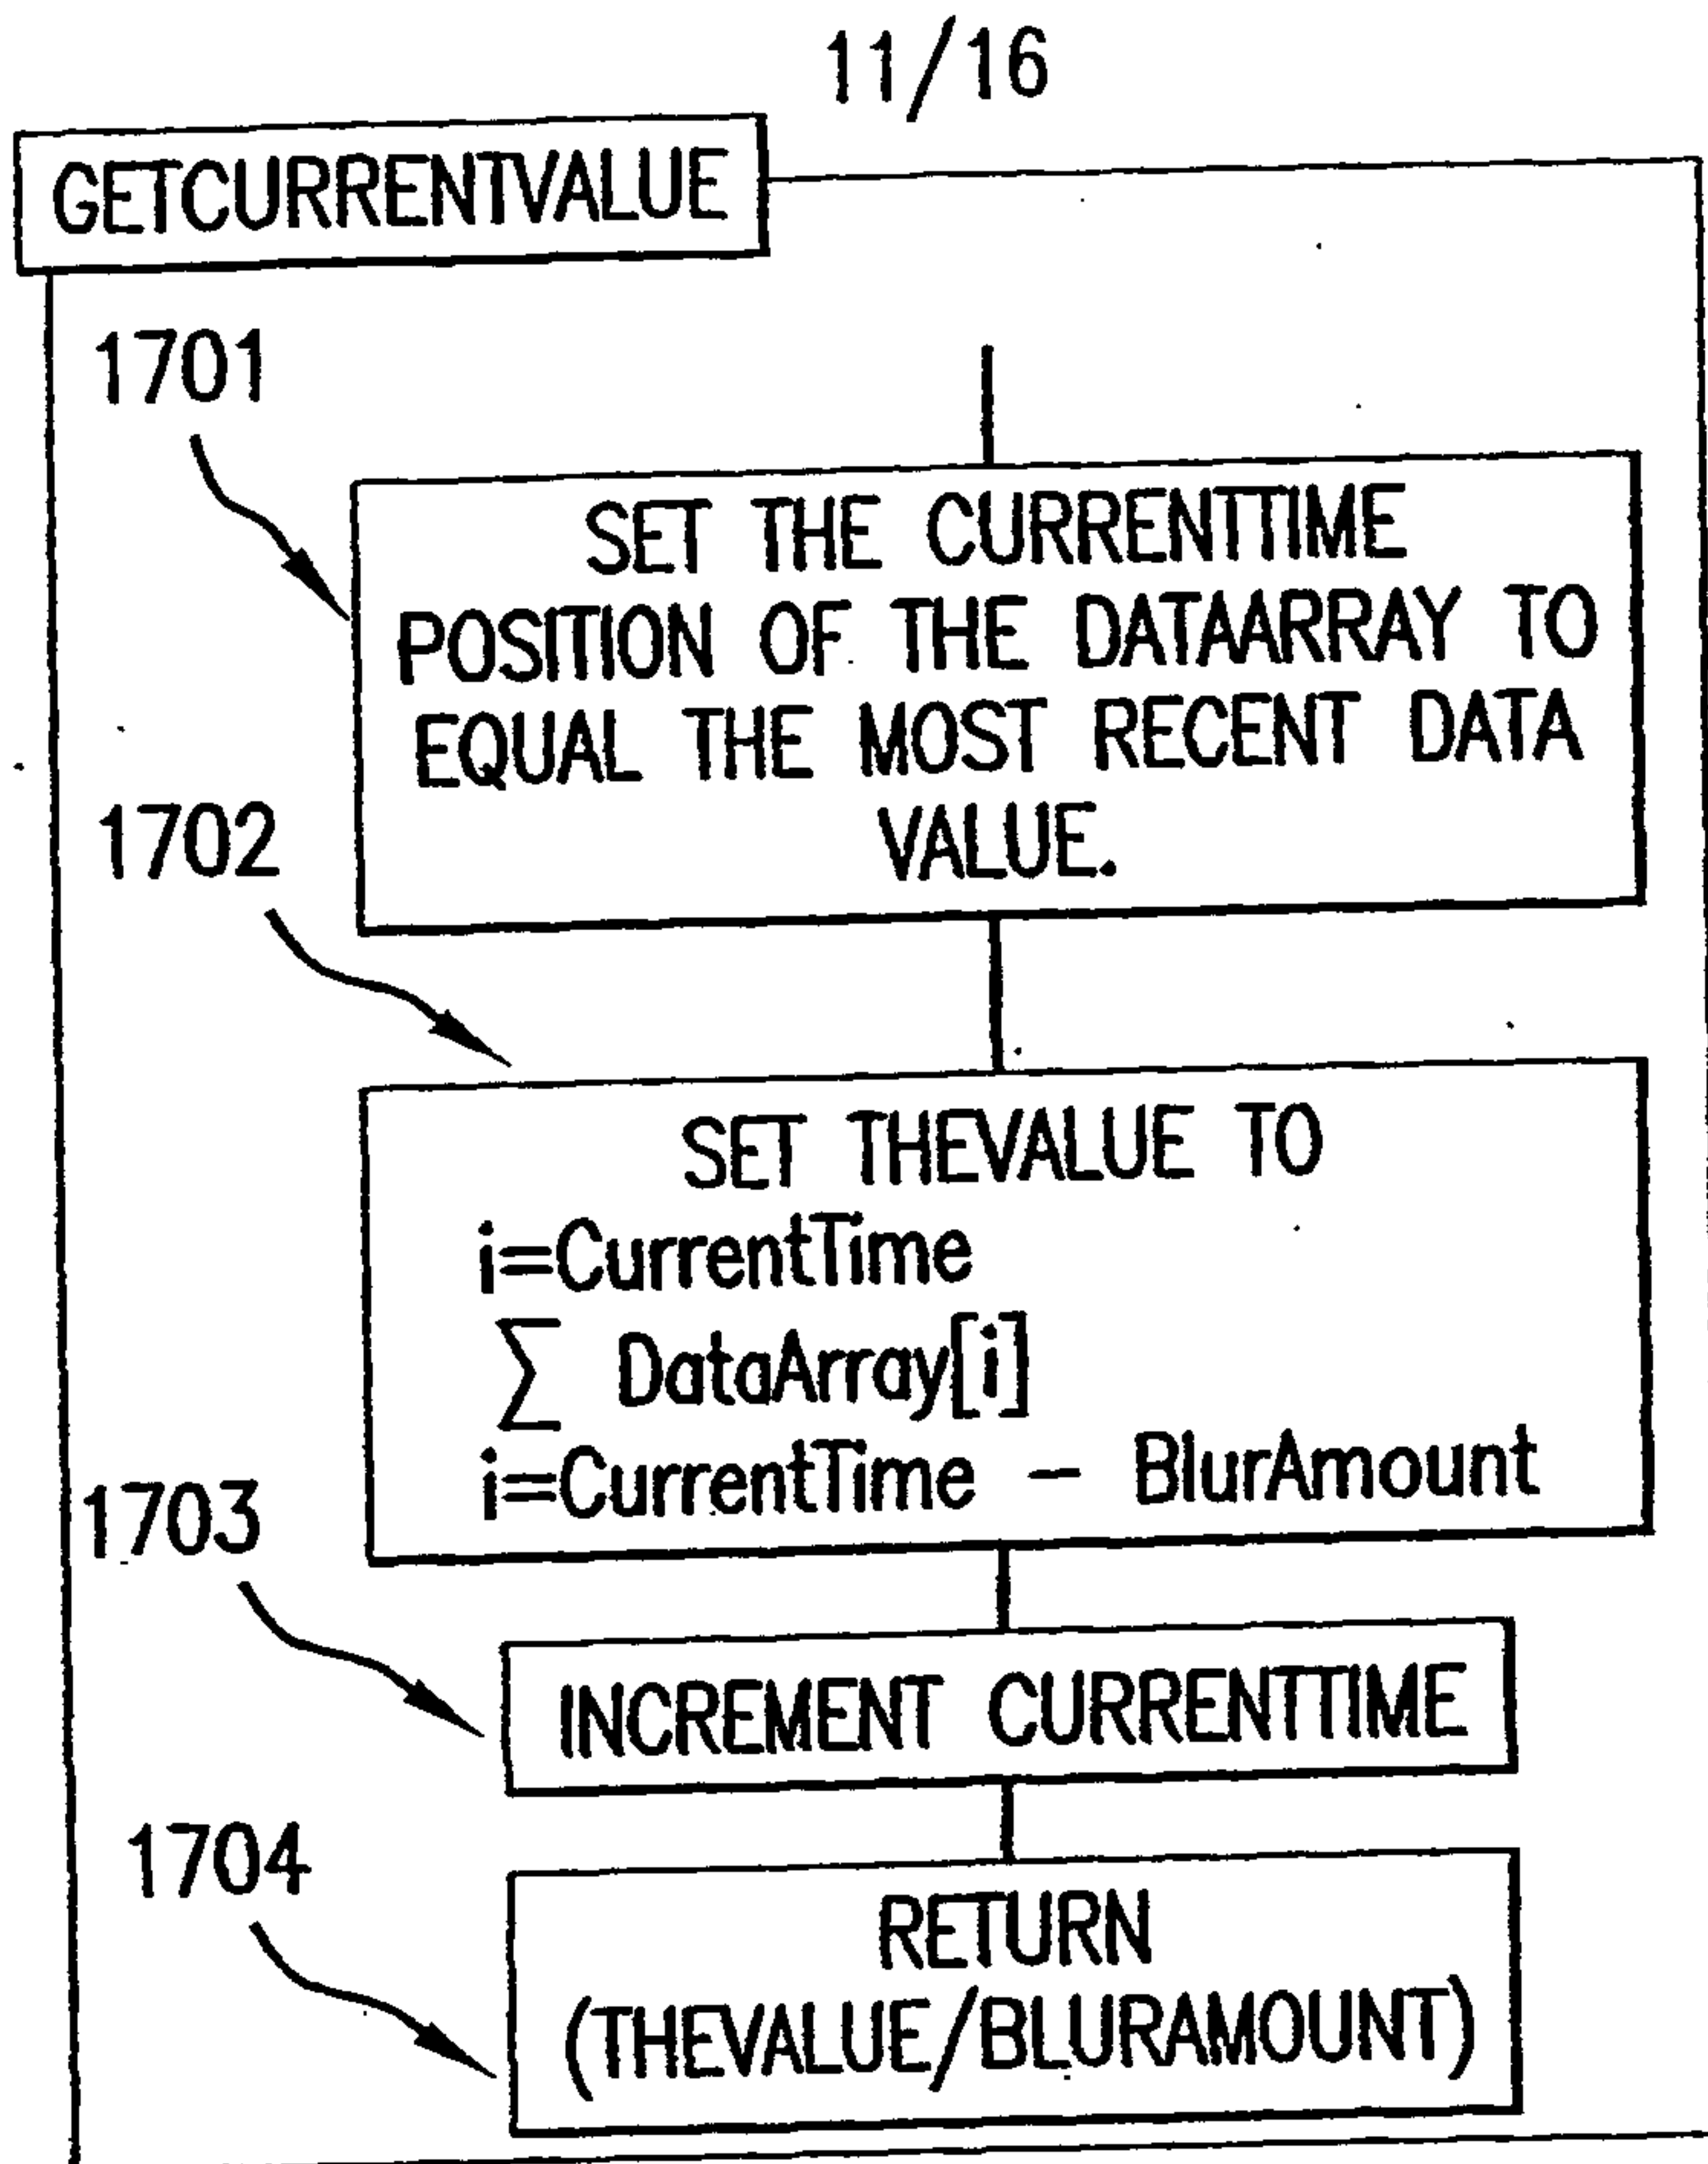 11/16
GETCURRENTVALUE
1701
SET THE CURRENTTIME
POSITION OF THE DATAARRAY TO
EQUAL THE MOST RECENT DATA
VALUE.
1702
SET THEVALUE TO
i=CurrentTime
∑ DataArray[i]
i=CurrentTime - BlurAmount
1703
INCREMENT CURRENTTIME
1704
RETURN
(THEVALUE/BLURAMOUNT)